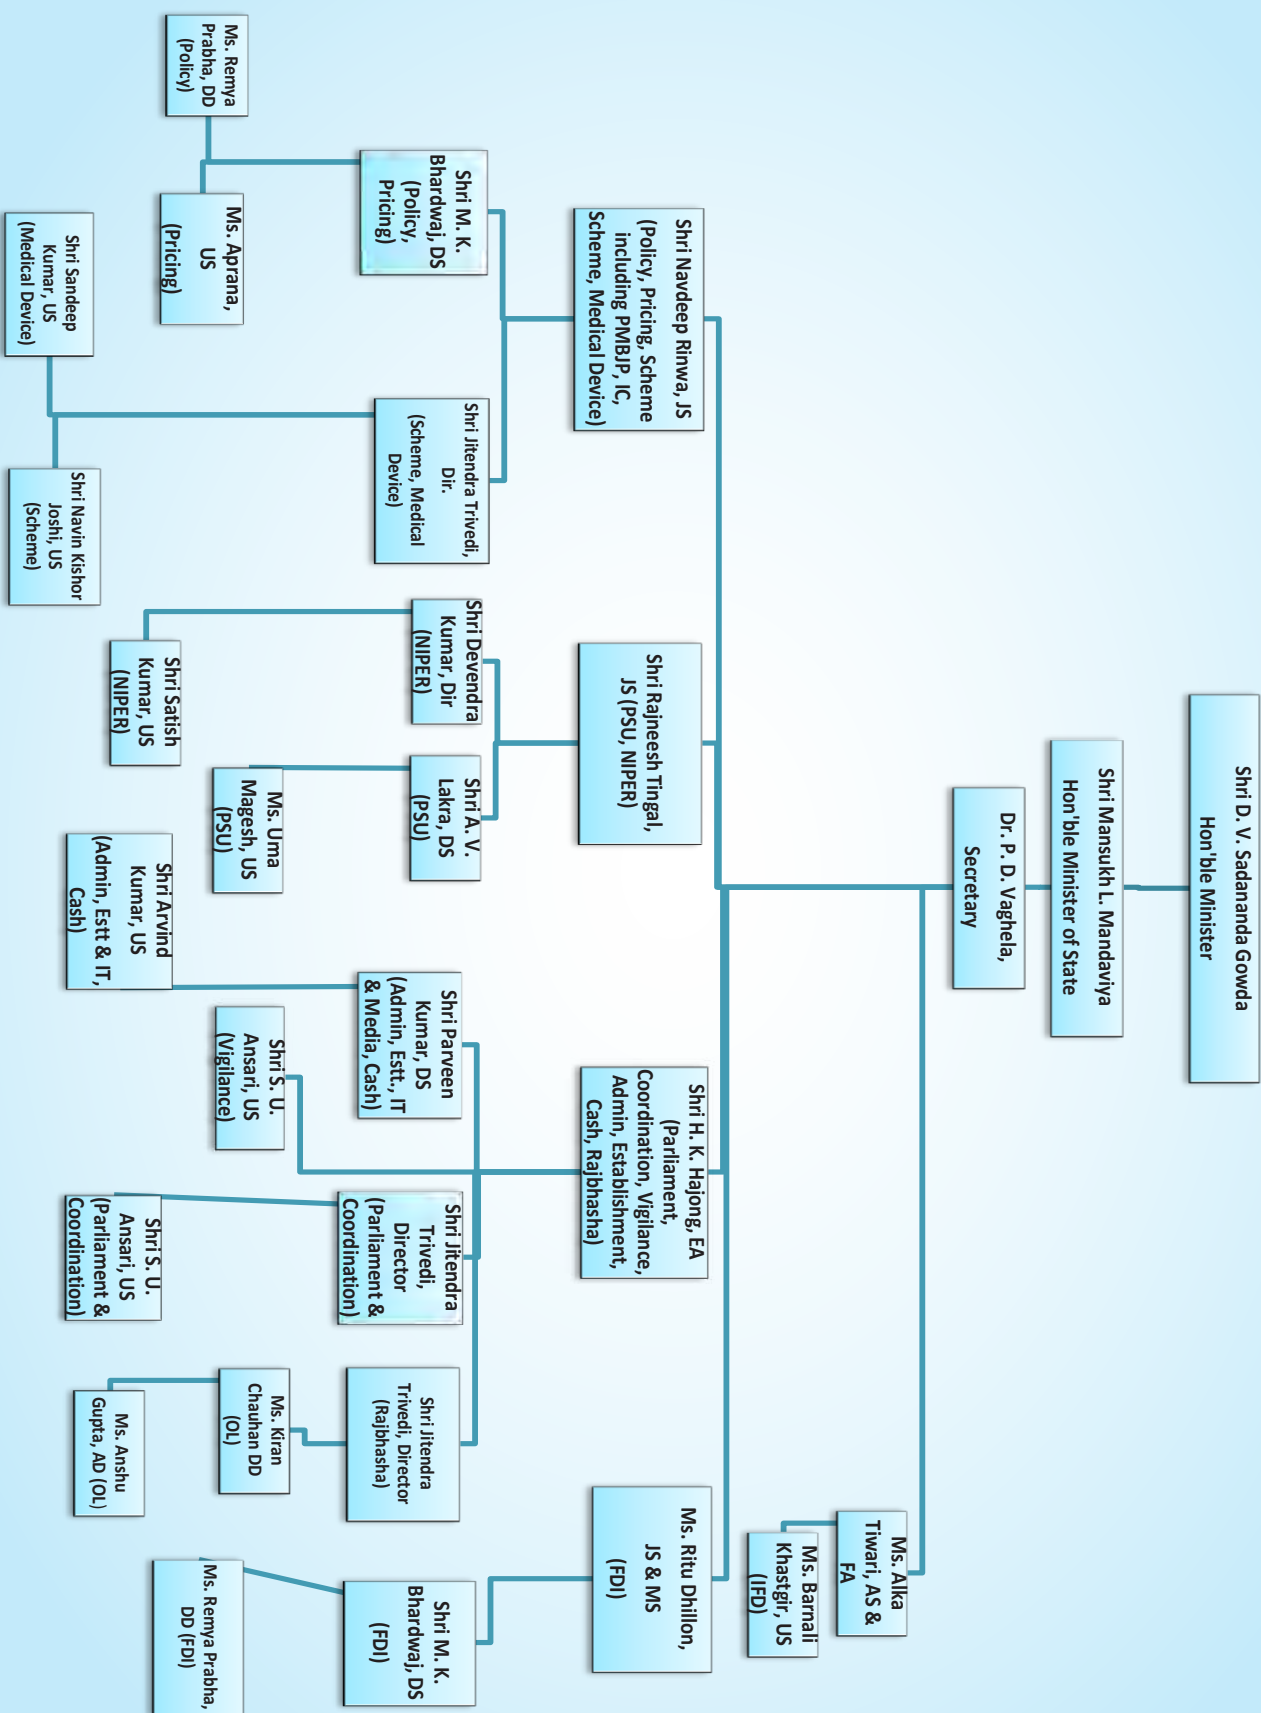 Shri D. V. Sadananda Gowda
Hon'ble Minister
Shri Mansukh L. Mandaviya
Hon'ble Minister of State
Dr. P. D. Vaghela,
Secretary
Ms. Alka
Tiwari, AS &
FA
Ms. Barnali
Khastgir, US
(IFD)
Shri Navdeep Rinwa, JS
(Policy, Pricing, Scheme
including PMBJP, IC,
Scheme, Medical Device)
Shri Rajneesh Tingal,
JS (PSU, NIPER)
Shri H. K. Hajong, EA
(Parliament,
Coordination, Vigilance,
Admin, Establishment,
Cash, Rajbhasha)
Ms. Ritu Dhillon,
JS & MS
(FDI)
Shri M. K.
Bhardwaj, DS
(Policy,
Pricing)
Shri Jitendra Trivedi,
Dir.
(Scheme, Medical
Device)
Shri Devendra
Kumar, Dir
(NIPER)
Shri A. V.
Lakra, DS
(PSU)
Shri Parveen
Kumar, DS
(Admin, Estt., IT
& Media, Cash)
Shri Jitendra
Trivedi,
Director
(Parliament &
Coordination)
Shri Jitendra
Trivedi, Director
(Rajbhasha)
Shri M. K.
Bhardwaj, DS
(FDI)
Ms. Remya
Prabha, DD
(Policy)
Ms. Aprana,
US
(Pricing)
Shri Sandeep
Kumar, US
(Medical Device)
Shri Navin Kishor
Joshi, US
(Scheme)
Shri Satish
Kumar, US
(NIPER)
Ms. Uma
Magesh, US
(PSU)
Shri Arvind
Kumar, US
(Admin, Estt & IT,
Cash)
Shri S. U.
Ansari, US
(Vigilance)
Shri S. U.
Ansari, US
(Parliament &
Coordination)
Ms. Kiran
Chauhan DD
(OL)
Ms. Anshu
Gupta, AD (OL)
Ms. Remya Prabha,
DD (FDI)